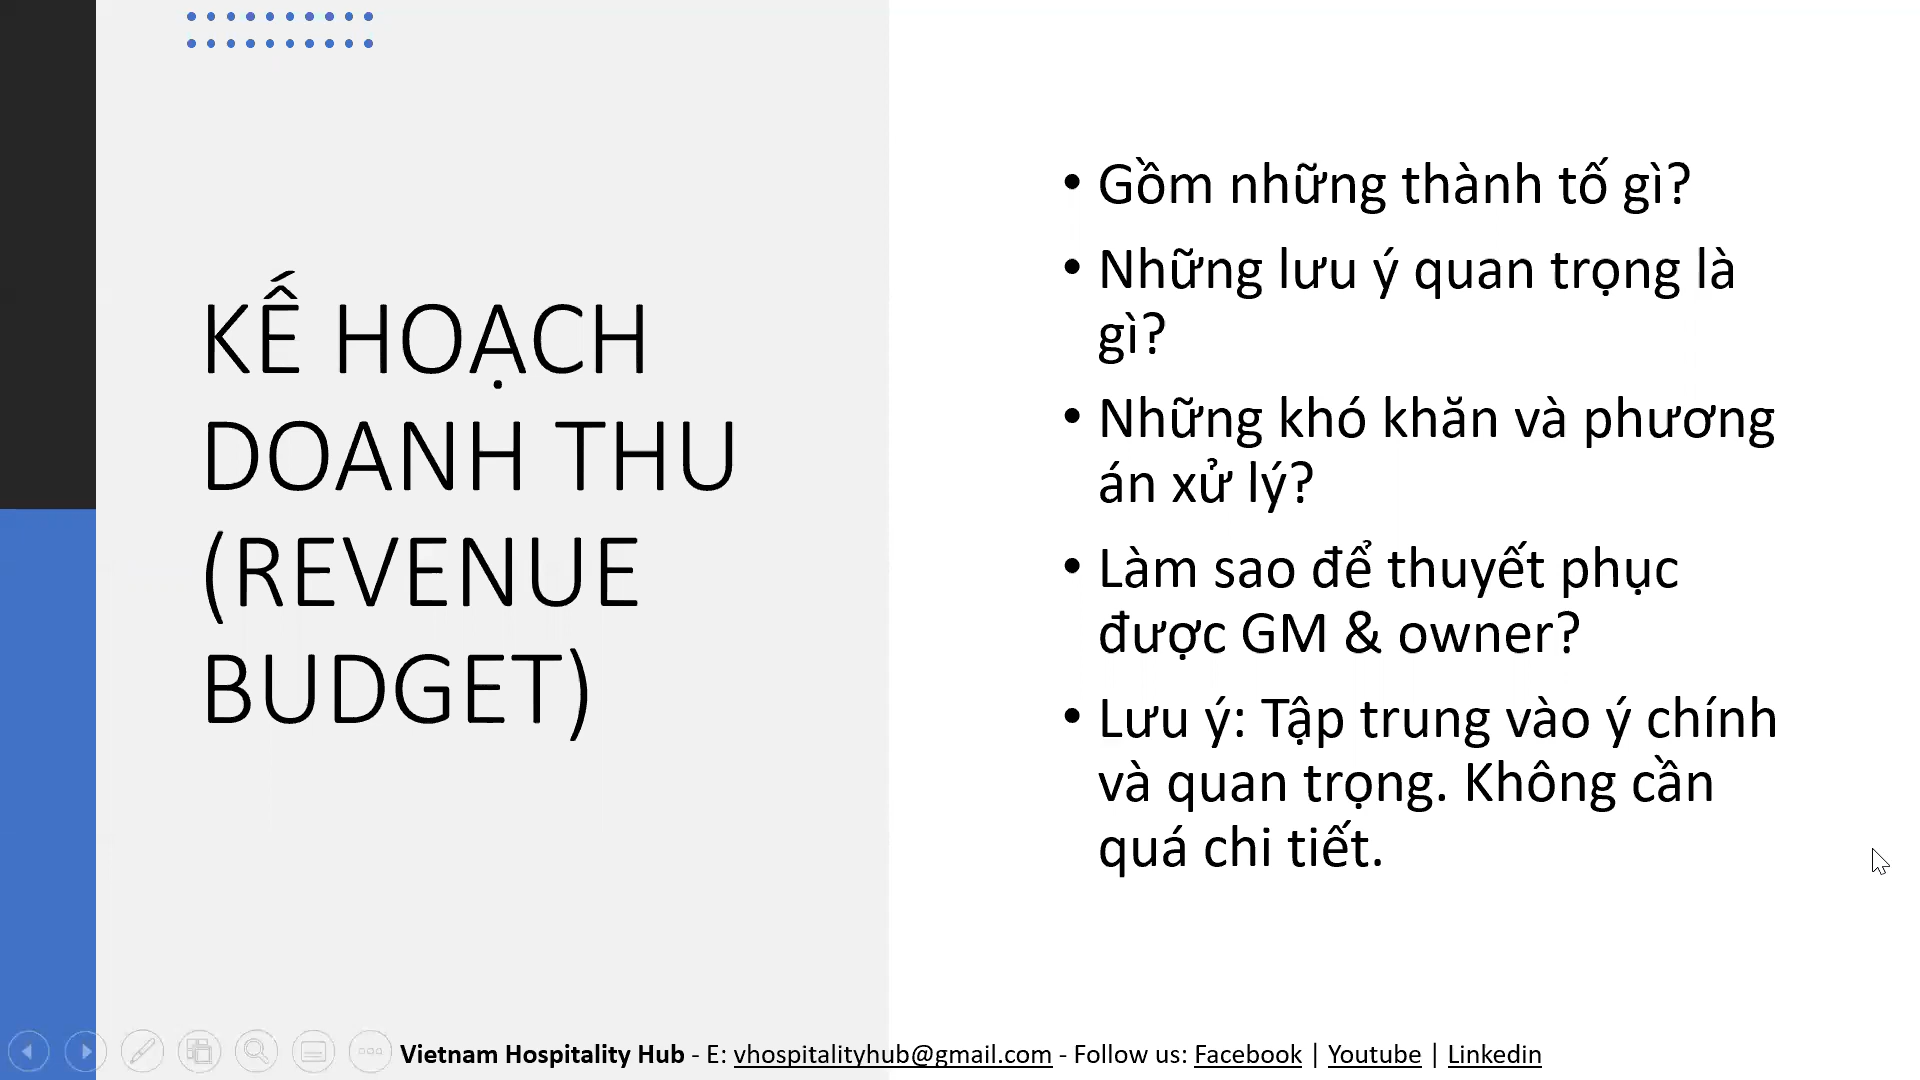 KẾ HOẠCH
DOANH THU
(REVENUE
BUDGET)
• Gồm những thành tố gì?
• Những lưu ý quan trọng là
gì?
• Những khó khăn và phương
án xử lý?
• Làm sao để thuyết phục
được GM & owner?
• Lưu ý: Tập trung vào ý chính
và quan trọng. Không cần
quá chi tiết.
Vietnam Hospitality Hub - E: vhospitalityhub@gmail.com - Follow us: Facebook | Youtube | Linkedin